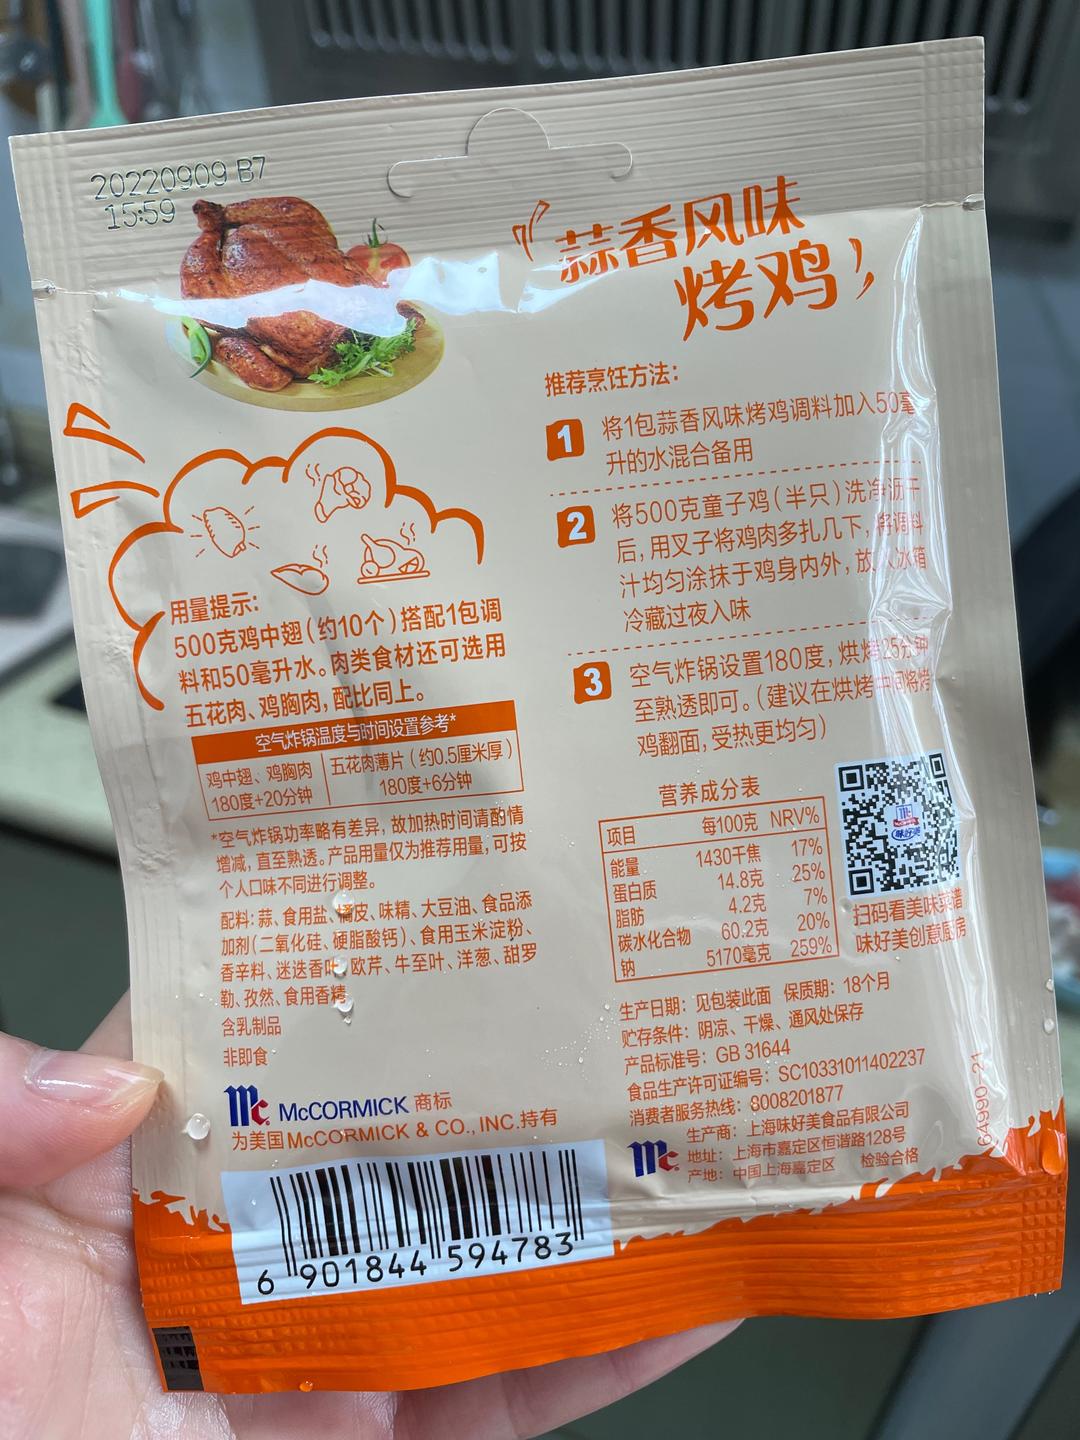 20220909 B7
15:59
蒜香风味
烤鸡
推荐烹饪方法：
1 将1包蒜香风味烤鸡调料加入50毫
升的水混合备用
2 将500克童子鸡（半只）洗净沥干
后，用叉子将鸡肉多扎几下，将调料
汁均匀涂抹于鸡身内外，放入冰箱
冷藏过夜入味
3 空气炸锅设置180度，烘烤25分钟
至熟透即可。（建议在烘烤中间将烤
鸡翻面，受热更均匀）
用量提示：
500克鸡中翅（约10个）搭配1包调
料和50毫升水。肉类食材还可选用
五花肉、鸡胸肉，配比同上。
空气炸锅温度与时间设置参考*
鸡中翅、鸡胸肉 五花肉薄片（约0.5厘米厚）
180度+20分钟 180度+6分钟
*空气炸锅功率略有差异，故加热时间请酌情
增减，直至熟透。产品用量仅为推荐用量，可按
个人口味不同进行调整。
配料：蒜、食用盐、橘皮、味精、大豆油、食品添
加剂（二氧化硅、硬脂酸钙）、食用玉米淀粉、
香辛料、迷迭香叶、欧芹、牛至叶、洋葱、甜罗
勒、孜然、食用香精
含乳制品
非即食
营养成分表
项目 每100克 NRV%
能量 1430千焦 17%
蛋白质 14.8克 25%
脂肪 4.2克 7%
碳水化合物 60.2克 20%
钠 5170毫克 259%
味好美
扫码看美味菜谱
味好美创意厨房
生产日期：见包装此面 保质期：18个月
贮存条件：阴凉、干燥、通风处保存
产品标准号：GB 31644
食品生产许可证编号：SC10331011402237
消费者服务热线：8008201877
生产商：上海味好美食品有限公司
地址：上海市嘉定区恒谐路128号
产地：中国上海嘉定区 检验合格
64990-21
McCORMICK 商标
为美国McCORMICK & CO., INC.持有
6 901844 594783